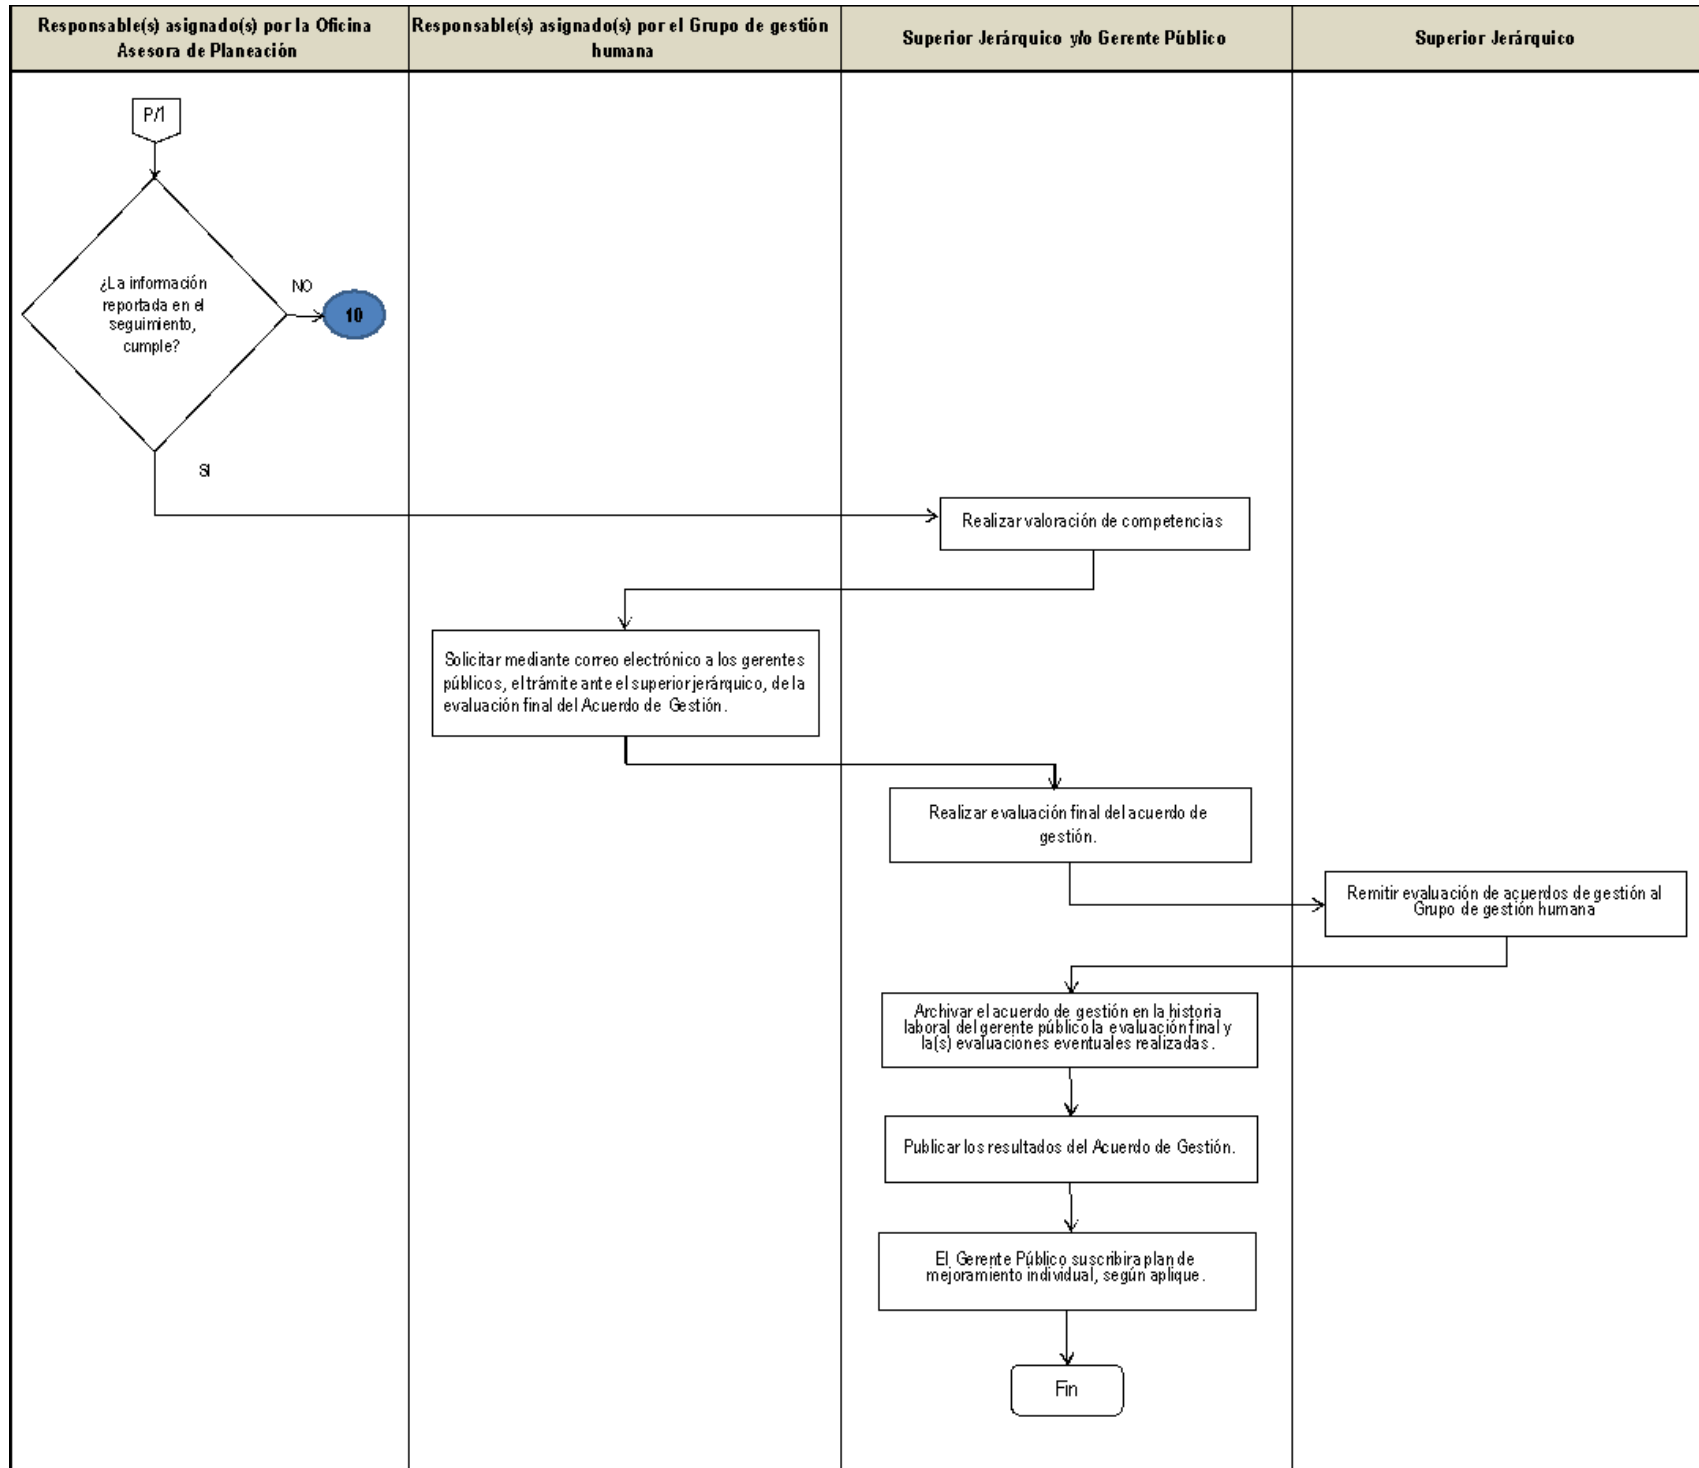 Responsable(s) asignado(s) por la Oficina
Asesora de Planeación
Responsable(s) asignado(s) por el Grupo de gestión
humana
Superior Jerárquico y/o Gerente Público
Superior Jerárquico
P/1
¿La información
reportada en el
seguimiento,
cumple?
NO
10
SI
Realizar valoración de competencias
Solicitar mediante correo electrónico a los gerentes
públicos, el trámite ante el superior jerárquico, de la
evaluación final del Acuerdo de Gestión.
Realizar evaluación final del acuerdo de
gestión.
Remitir evaluación de acuerdos de gestión al
Grupo de gestión humana
Archivar el acuerdo de gestión en la historia
laboral del gerente público la evaluación final y
la(s) evaluaciones eventuales realizadas.
Publicar los resultados del Acuerdo de Gestión.
El Gerente Público suscribira plan de
mejoramiento individual, según aplique.
Fin